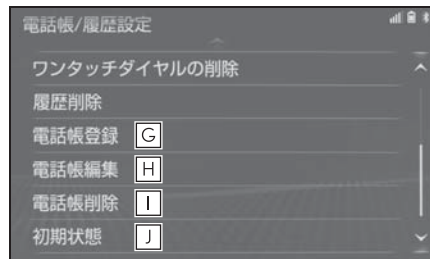 電話帳/履歴設定
ワンタッチダイヤルの削除
履歴削除
電話帳登録 G
電話帳編集 H
電話帳削除 I
初期状態 J